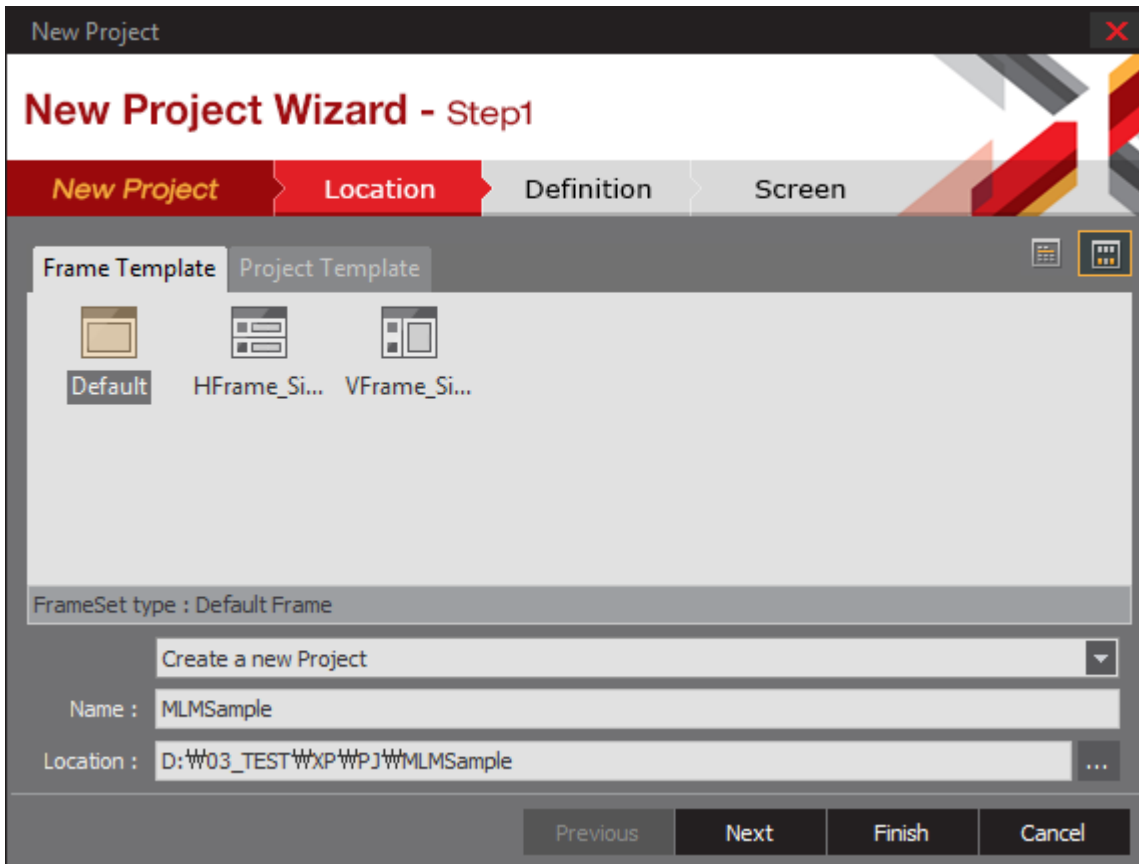 New Project
New Project Wizard - Step1
New Project Location Definition Screen
Frame Template Project Template
Default HFrame_Si... VFrame_Si...
FrameSet type : Default Frame
Create a new Project
Name : MLMSample
Location : D:₩03_TEST₩XP₩PJ₩MLMSample ...
Previous Next Finish Cancel